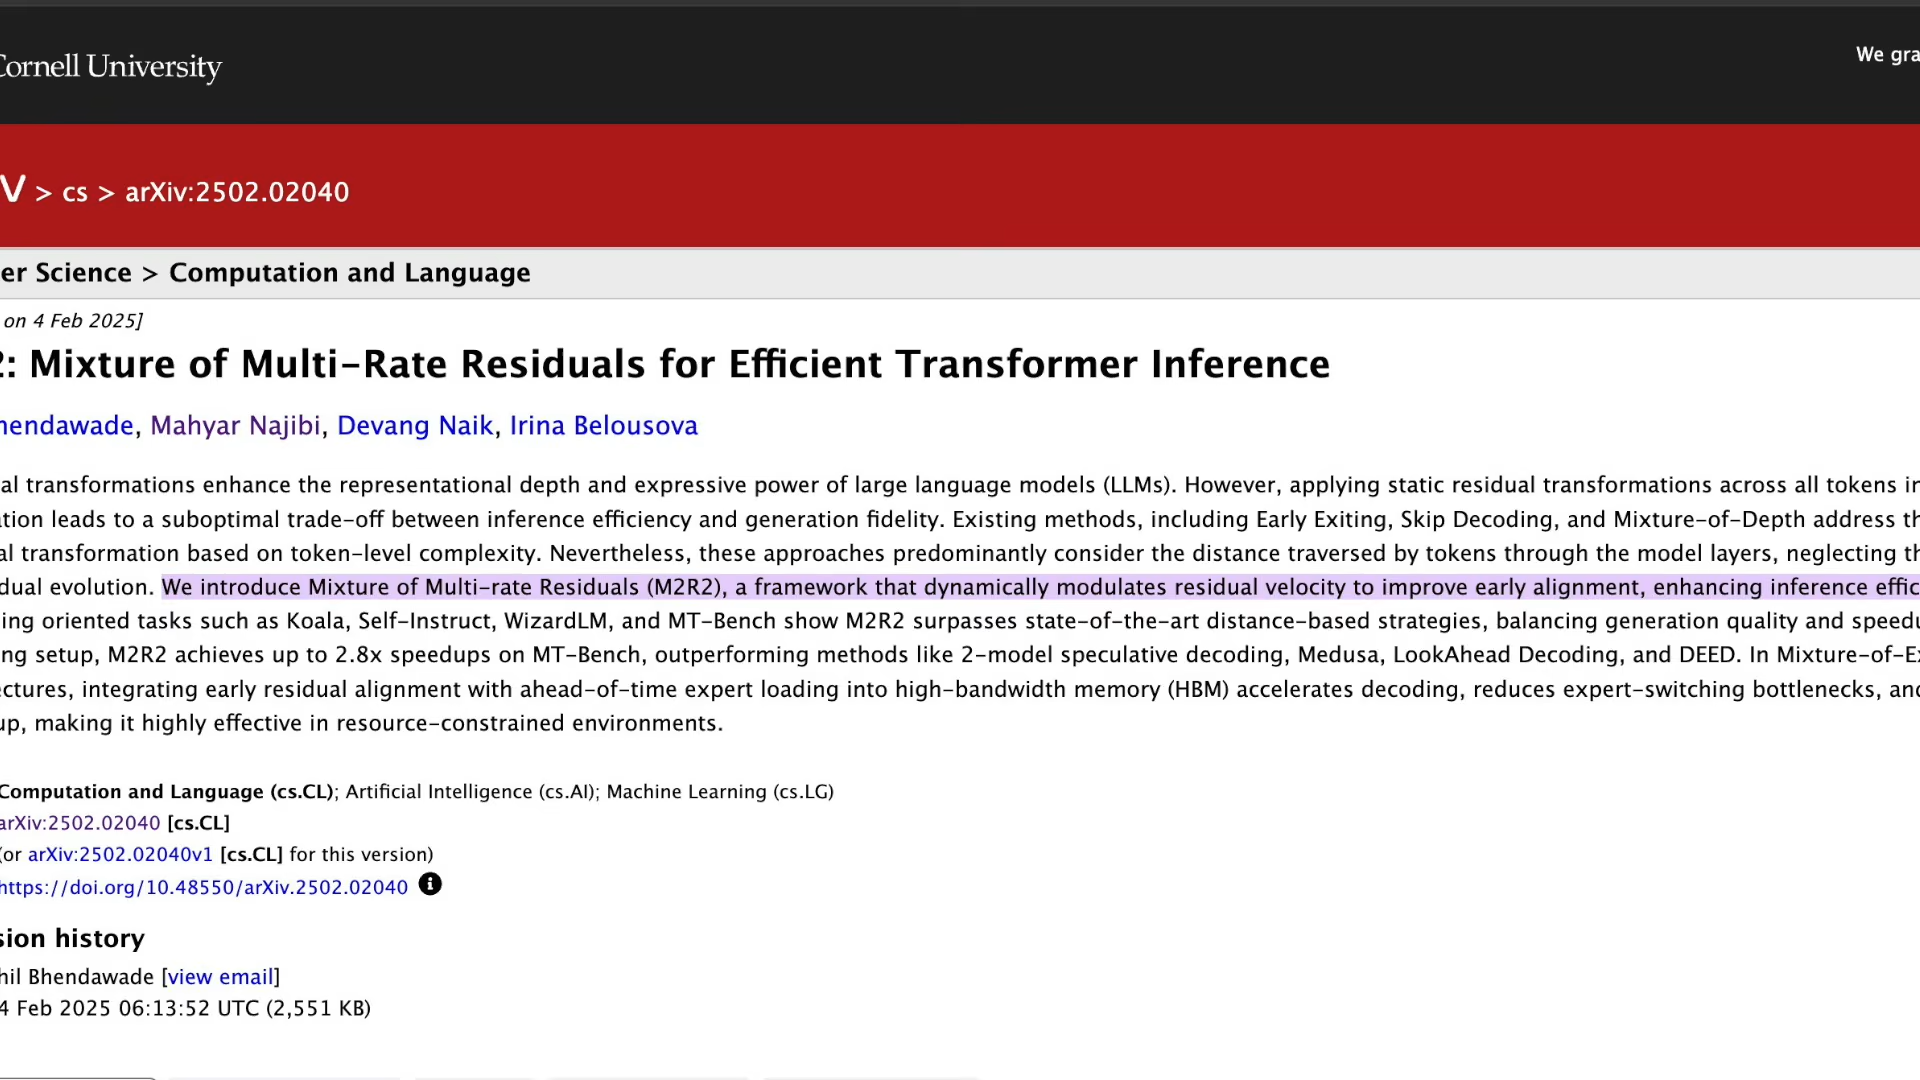 Cornell University
We gra
V > cs > arXiv:2502.02040
er Science > Computation and Language
on 4 Feb 2025]
2: Mixture of Multi-Rate Residuals for Efficient Transformer Inference
hendawade, Mahyar Najibi, Devang Naik, Irina Belousova
al transformations enhance the representational depth and expressive power of large language models (LLMs). However, applying static residual transformations across all tokens in
tion leads to a suboptimal trade-off between inference efficiency and generation fidelity. Existing methods, including Early Exiting, Skip Decoding, and Mixture-of-Depth address th
al transformation based on token-level complexity. Nevertheless, these approaches predominantly consider the distance traversed by tokens through the model layers, neglecting th
dual evolution. We introduce Mixture of Multi-rate Residuals (M2R2), a framework that dynamically modulates residual velocity to improve early alignment, enhancing inference effic
ing oriented tasks such as Koala, Self-Instruct, WizardLM, and MT-Bench show M2R2 surpasses state-of-the-art distance-based strategies, balancing generation quality and speedu
ng setup, M2R2 achieves up to 2.8x speedups on MT-Bench, outperforming methods like 2-model speculative decoding, Medusa, LookAhead Decoding, and DEED. In Mixture-of-Ex
ectures, integrating early residual alignment with ahead-of-time expert loading into high-bandwidth memory (HBM) accelerates decoding, reduces expert-switching bottlenecks, and
up, making it highly effective in resource-constrained environments.
Computation and Language (cs.CL); Artificial Intelligence (cs.AI); Machine Learning (cs.LG)
arXiv:2502.02040 [cs.CL]
(or arXiv:2502.02040v1 [cs.CL] for this version)
https://doi.org/10.48550/arXiv.2502.02040
sion history
hil Bhendawade [view email]
4 Feb 2025 06:13:52 UTC (2,551 KB)